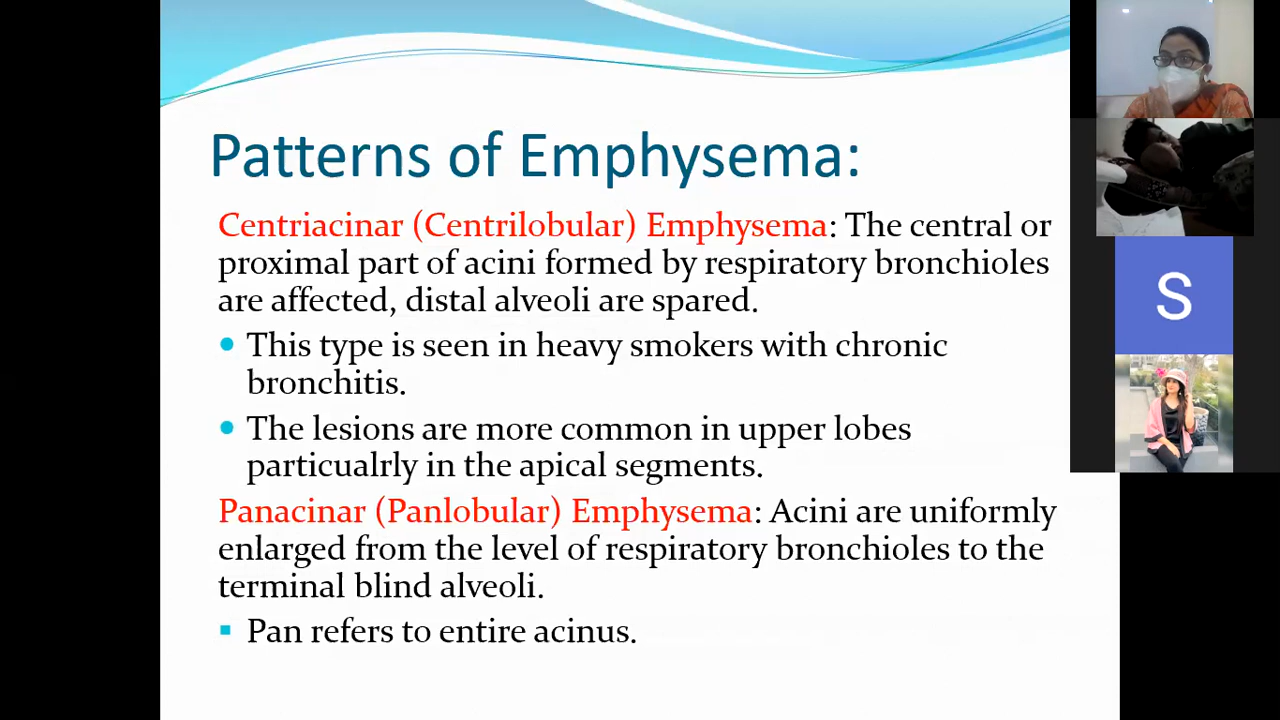 Patterns of Emphysema:
Centriacinar (Centrilobular) Emphysema: The central or
proximal part of acini formed by respiratory bronchioles
are affected, distal alveoli are spared.
This type is seen in heavy smokers with chronic
bronchitis.
The lesions are more common in upper lobes
particualrly in the apical segments.
Panacinar (Panlobular) Emphysema: Acini are uniformly
enlarged from the level of respiratory bronchioles to the
terminal blind alveoli.
Pan refers to entire acinus.
S